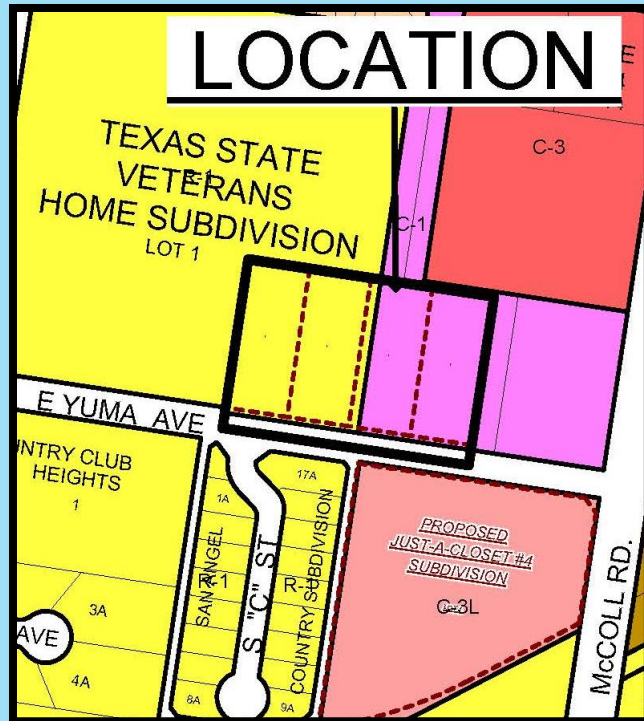 LOCATION
E
TEXAS STATE
VETERANS
HOME SUBDIVISION
LOT 1
C-3
C-1
E YUMA AVE
NTRY CLUB
HEIGHTS
1
3A
4A
AVE
17A
1A
SAN ANGEL
R-1
S "C" ST
R-1
COUNTRY SUBDIVISION
8A
9A
PROPOSED
JUST-A-CLOSET #4
SUBDIVISION
C-3L
McCOLL RD.